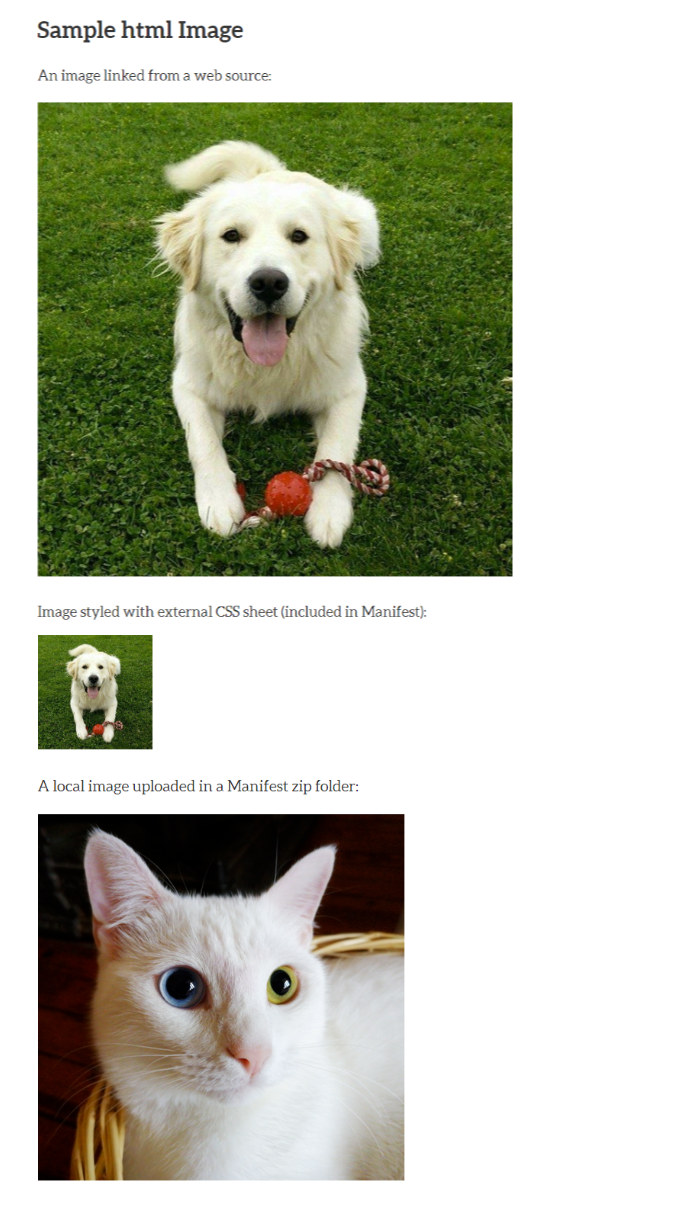 Sample html Image
An image linked from a web source:
Image styled with external CSS sheet (included in Manifest):
A local image uploaded in a Manifest zip folder: